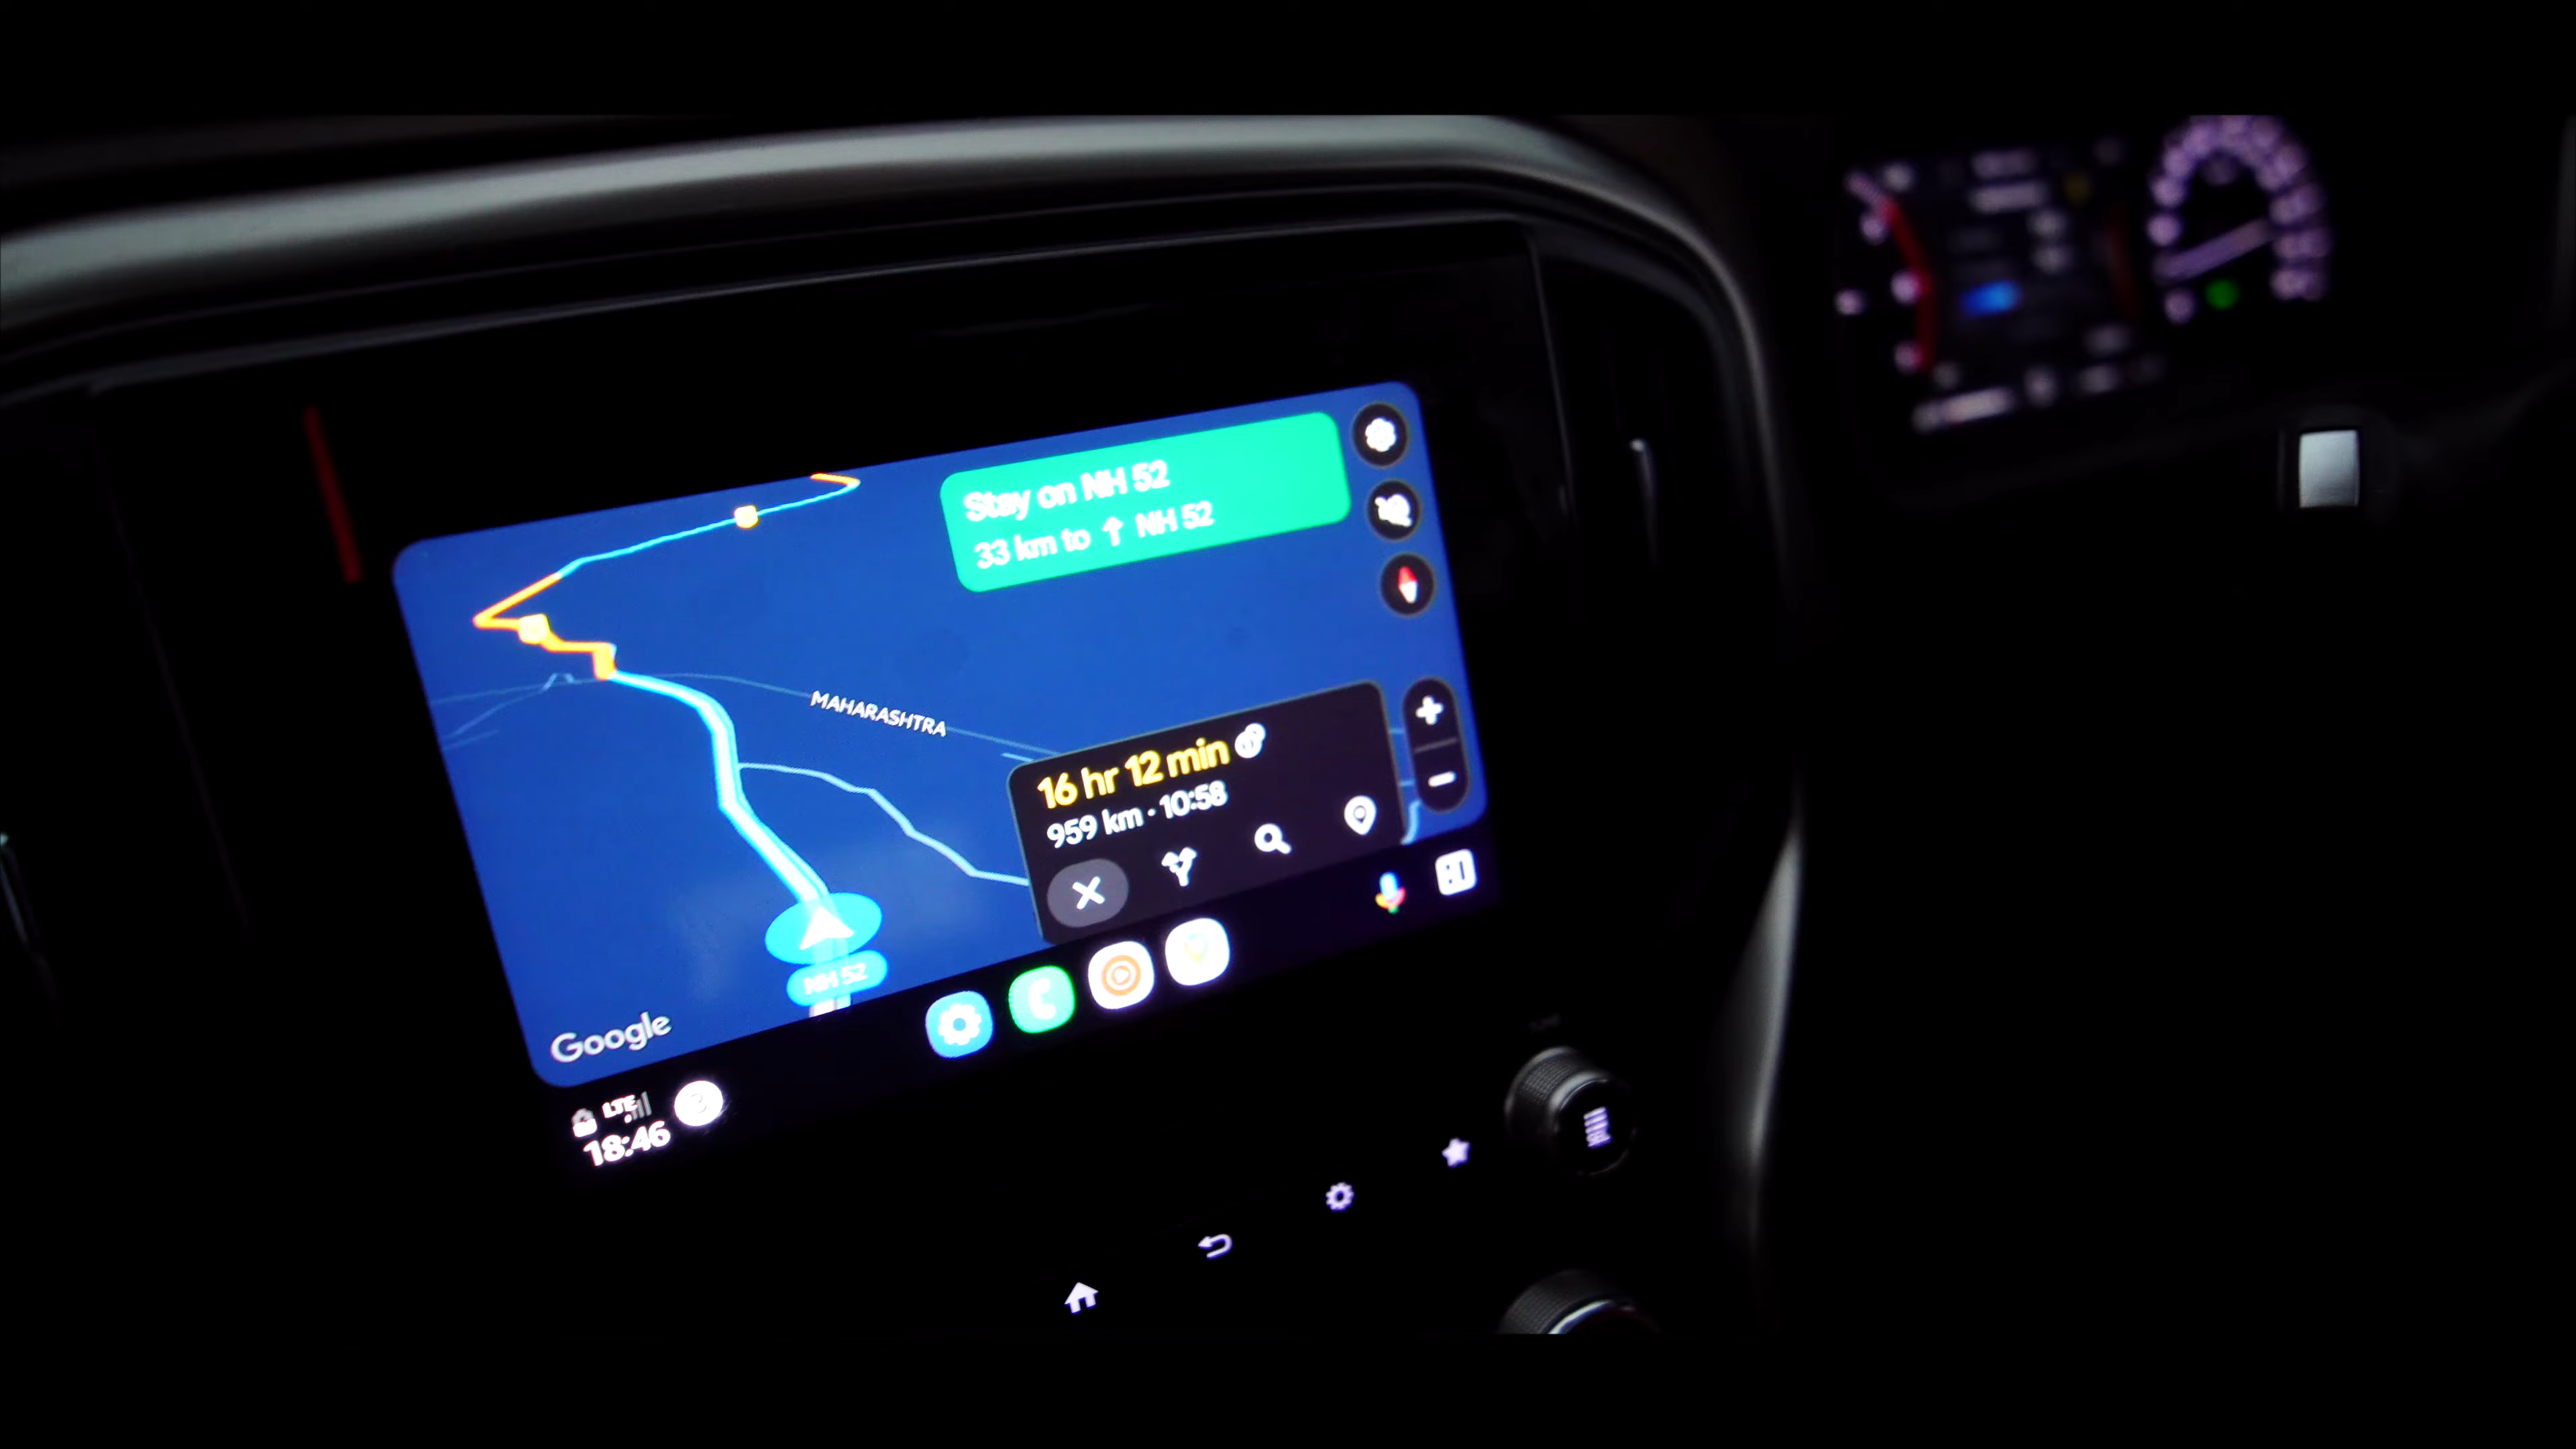 Stay on NH 52
33 km to ↑ NH 52
MAHARASHTRA
16 hr 12 min
959 km · 10:58
NH 52
Google
LTE
18:46